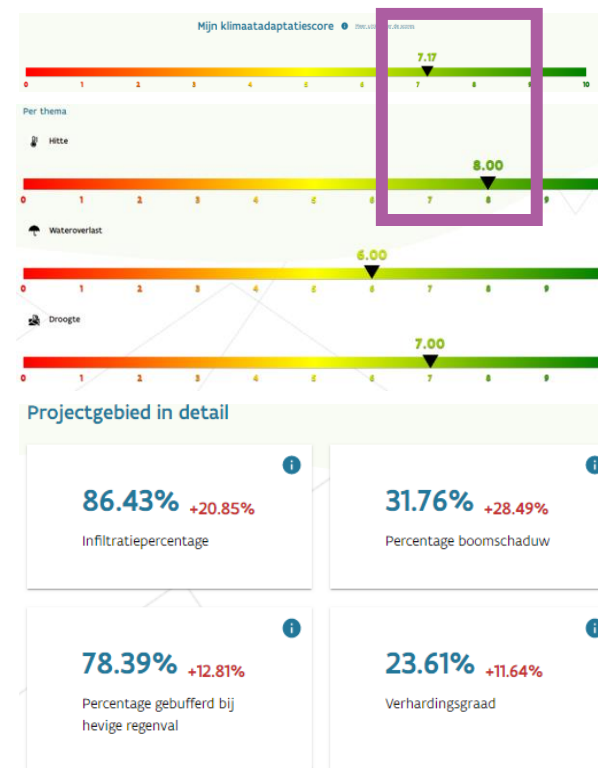 Mijn klimaatadaptatiescore
7.17
0 1 2 3 4 5 6 7 8 9 10
Per thema
Hitte
8.00
0 1 2 3 4 5 6 7 8 9
Wateroverlast
6.00
0 1 2 3 4 5 6 7 8 9
Droogte
7.00
0 1 2 3 4 5 6 7 8 9
Projectgebied in detail
86.43% +20.85%
Infiltratiepercentage
31.76% +28.49%
Percentage boomschaduw
78.39% +12.81%
Percentage gebufferd bij
hevige regenval
23.61% +11.64%
Verhardingsgraad